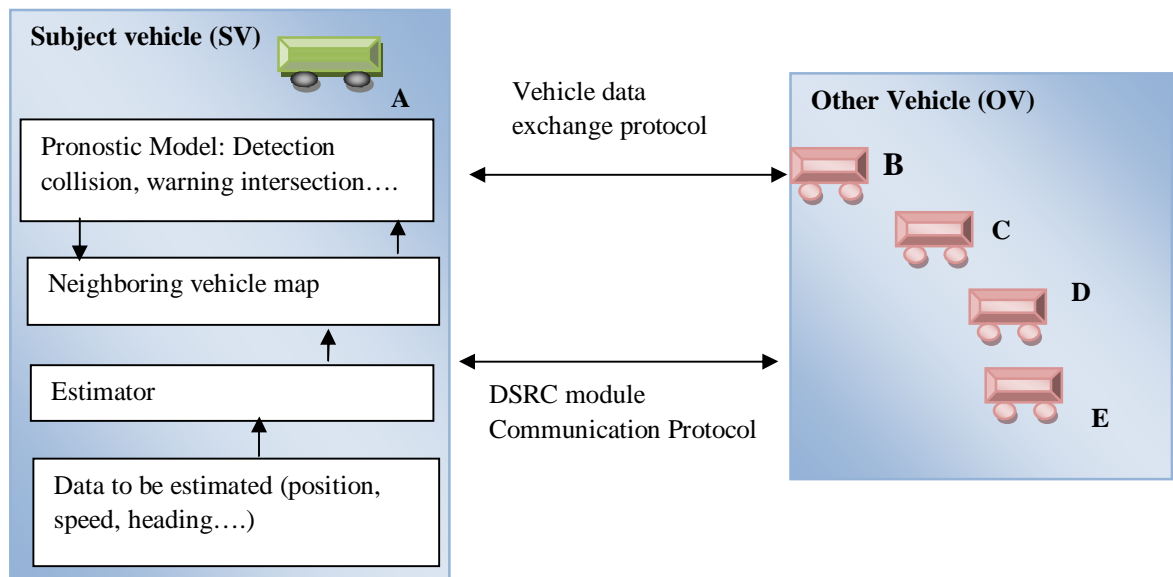 Subject vehicle (SV)
A
Pronostic Model: Detection
collision, warning intersection....
Neighboring vehicle map
Estimator
Data to be estimated (position,
speed, heading....)
Vehicle data
exchange protocol
DSRC module
Communication Protocol
Other Vehicle (OV)
B
C
D
E